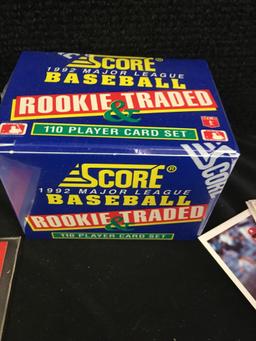 SCORE®
1992 MAJOR LEAGUE
BASEBALL
ROOKIE TRADED
&
110 PLAYER CARD SET
SCORE®
1992 MAJOR LEAGUE
BASEBALL
ROOKIE TRADED
&
110 PLAYER CARD SET
SCORE